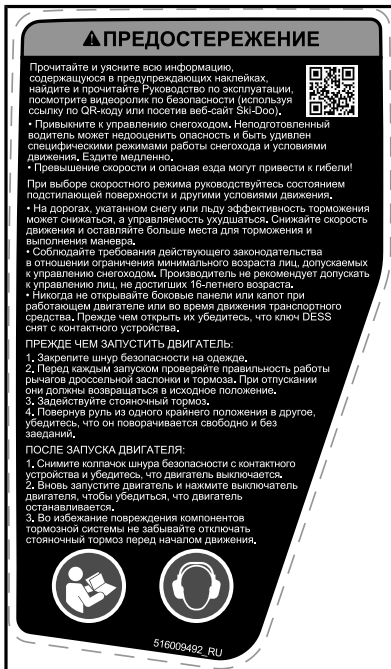 ПРЕДОСТЕРЕЖЕНИЕ
Прочитайте и уясните всю информацию,
содержащуюся в предупреждающих наклейках,
найдите и прочитайте Руководство по эксплуатации,
посмотрите видеоролик по безопасности (используя
ссылку по QR-коду или посетив веб-сайт Ski-Doo).
• Привыкните к управлению снегоходом. Неподготовленный
водитель может недооценить опасность и быть удивлен
специфическими режимами работы снегохода и условиями
движения. Ездите медленно.
• Превышение скорости и опасная езда могут привести к гибели!
При выборе скоростного режима руководствуйтесь состоянием
подстилающей поверхности и другими условиями движения.
• На дорогах, укатанном снегу или льду эффективность торможения
может снижаться, а управляемость ухудшаться. Снижайте скорость
движения и оставляйте больше места для торможения и
выполнения маневра.
• Соблюдайте требования действующего законодательства
в отношении ограничения минимального возраста лиц, допускаемых
к управлению снегоходом. Производитель не рекомендует допускать
к управлению лиц, не достигших 16-летнего возраста.
• Никогда не открывайте боковые панели или капот при
работающем двигателе или во время движения транспортного
средства. Прежде чем открыть их убедитесь, что ключ DESS
снят с контактного устройства.
ПРЕЖДЕ ЧЕМ ЗАПУСТИТЬ ДВИГАТЕЛЬ:
1. Закрепите шнур безопасности на одежде.
2. Перед каждым запуском проверяйте правильность работы
рычагов дроссельной заслонки и тормоза. При отпускании
они должны возвращаться в исходное положение.
3. Задействуйте стояночный тормоз.
4. Повернув руль из одного крайнего положения в другое,
убедитесь, что он поворачивается свободно и без
заеданий.
ПОСЛЕ ЗАПУСКА ДВИГАТЕЛЯ:
1. Снимите колпачок шнура безопасности с контактного
устройства и убедитесь, что двигатель выключается.
2. Вновь запустите двигатель и нажмите выключатель
двигателя, чтобы убедиться, что двигатель
останавливается.
3. Во избежание повреждения компонентов
тормозной системы не забывайте отключать
стояночный тормоз перед началом движения.
516009492_RU